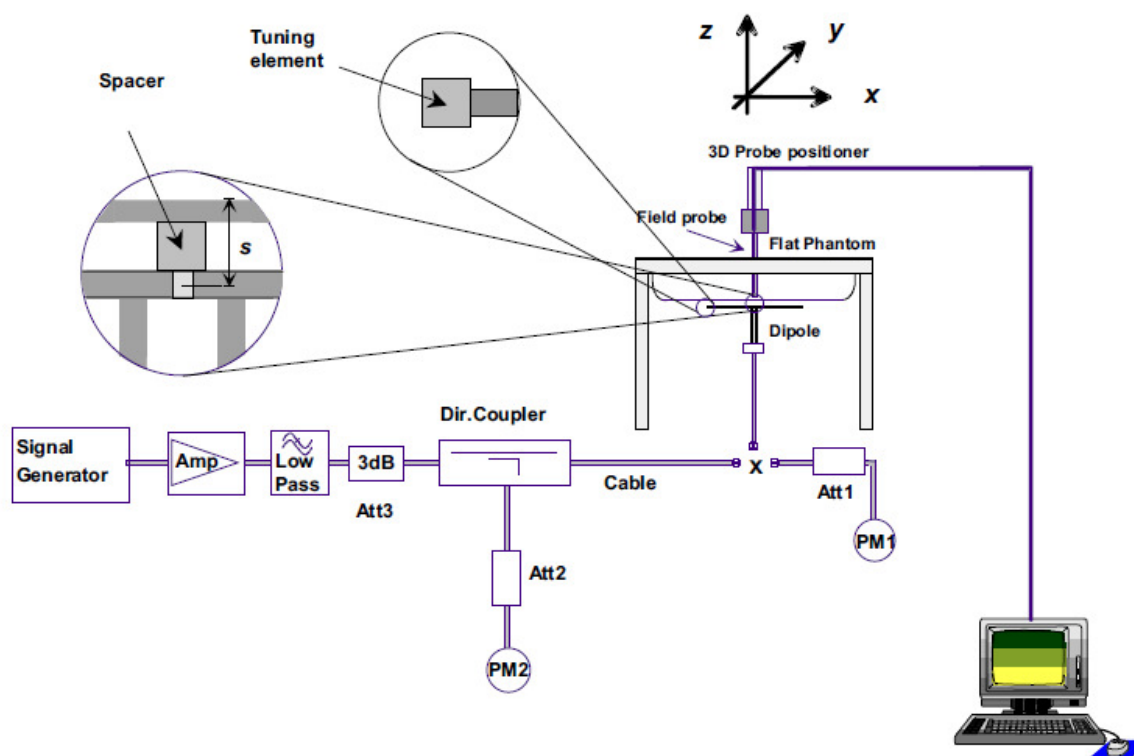 Tuning
element
z
y
x
Spacer
3D Probe positioner
s
Field probe
Flat Phantom
Dipole
Dir.Coupler
Signal
Generator
Amp
Low
Pass
3dB
Att3
Cable
X
Att1
PM1
Att2
PM2